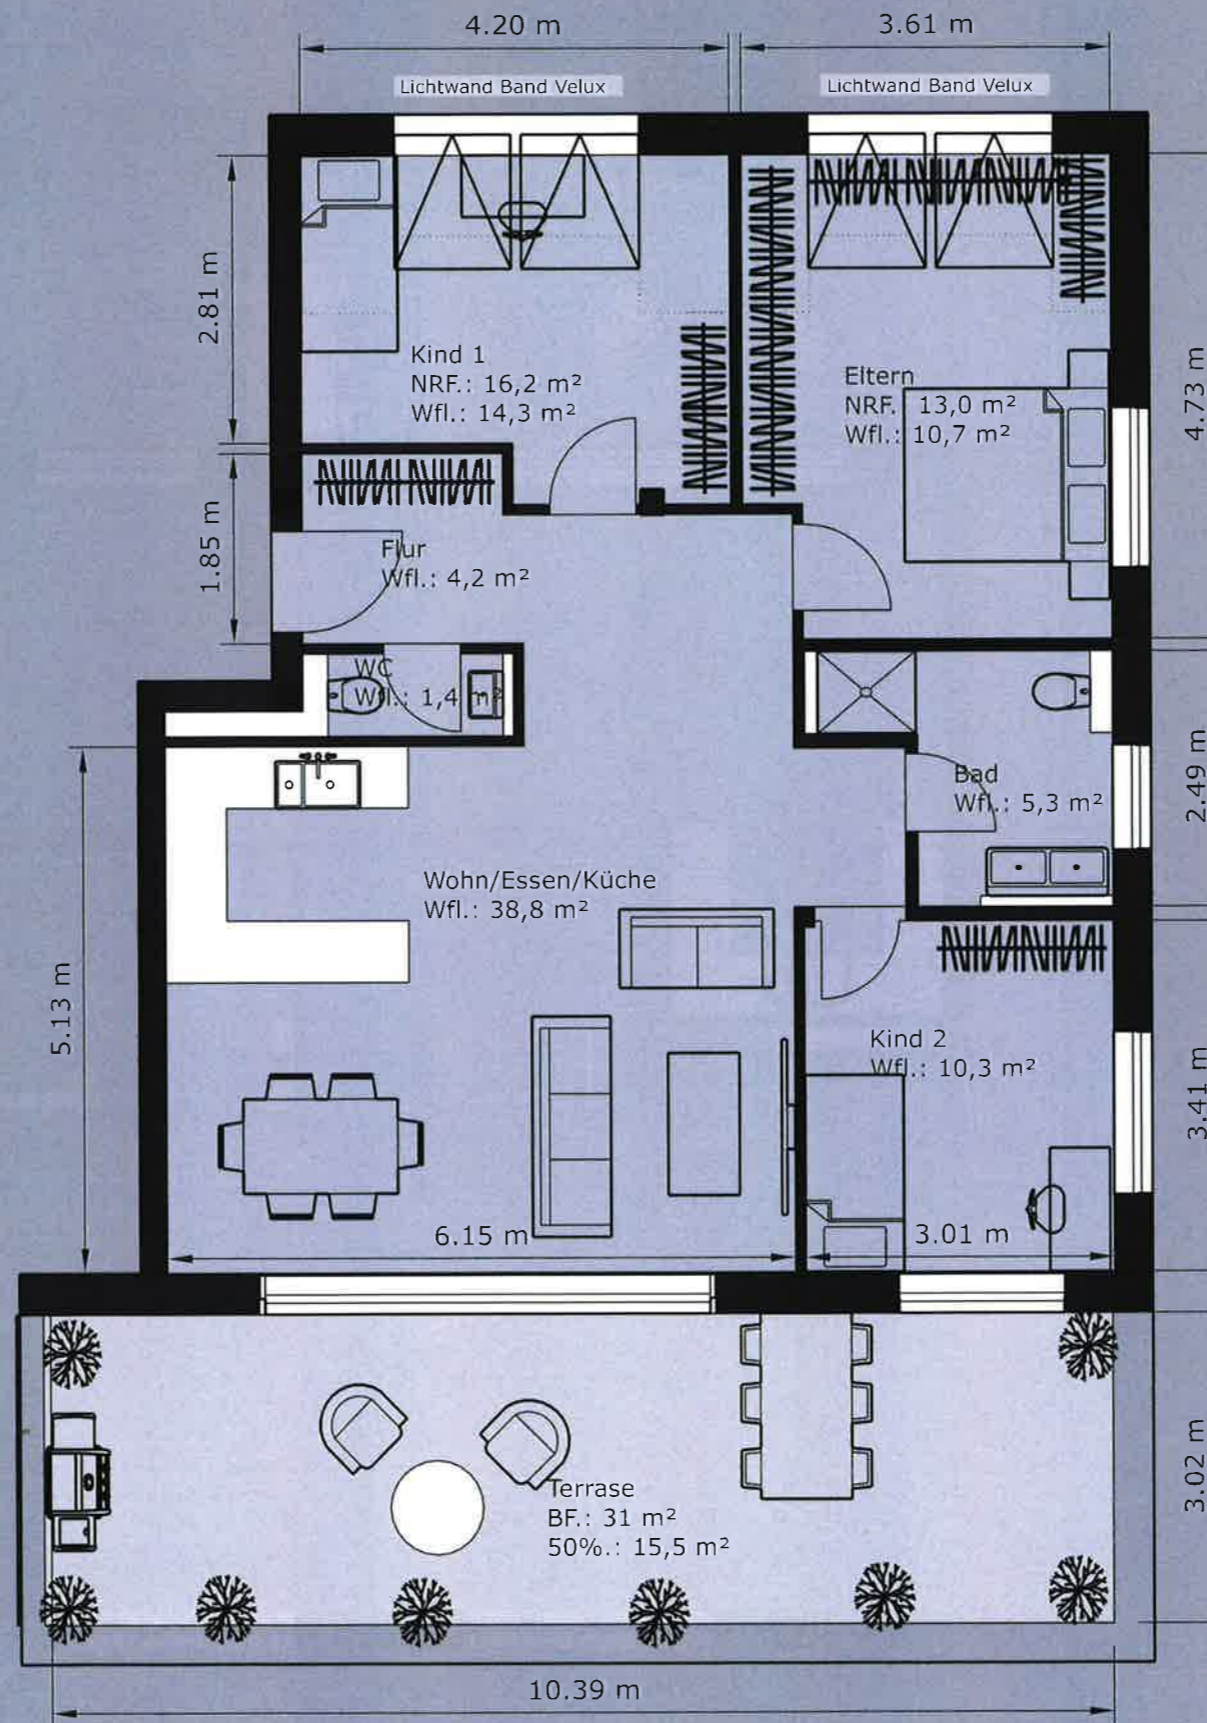 4.20 m
3.61 m
Lichtwand Band Velux
Lichtwand Band Velux
2.81 m
Kind 1
NRF.: 16,2 m²
Wfl.: 14,3 m²
Eltern
NRF. 13,0 m²
Wfl.: 10,7 m²
4.73 m
1.85 m
Flur
Wfl.: 4,2 m²
WC
Wfl.: 1,4 m²
Bad
Wfl.: 5,3 m²
2.49 m
Wohn/Essen/Küche
Wfl.: 38,8 m²
5.13 m
Kind 2
Wfl.: 10,3 m²
3.41 m
6.15 m
3.01 m
Terrasse
BF.: 31 m²
50%.: 15,5 m²
3.02 m
10.39 m